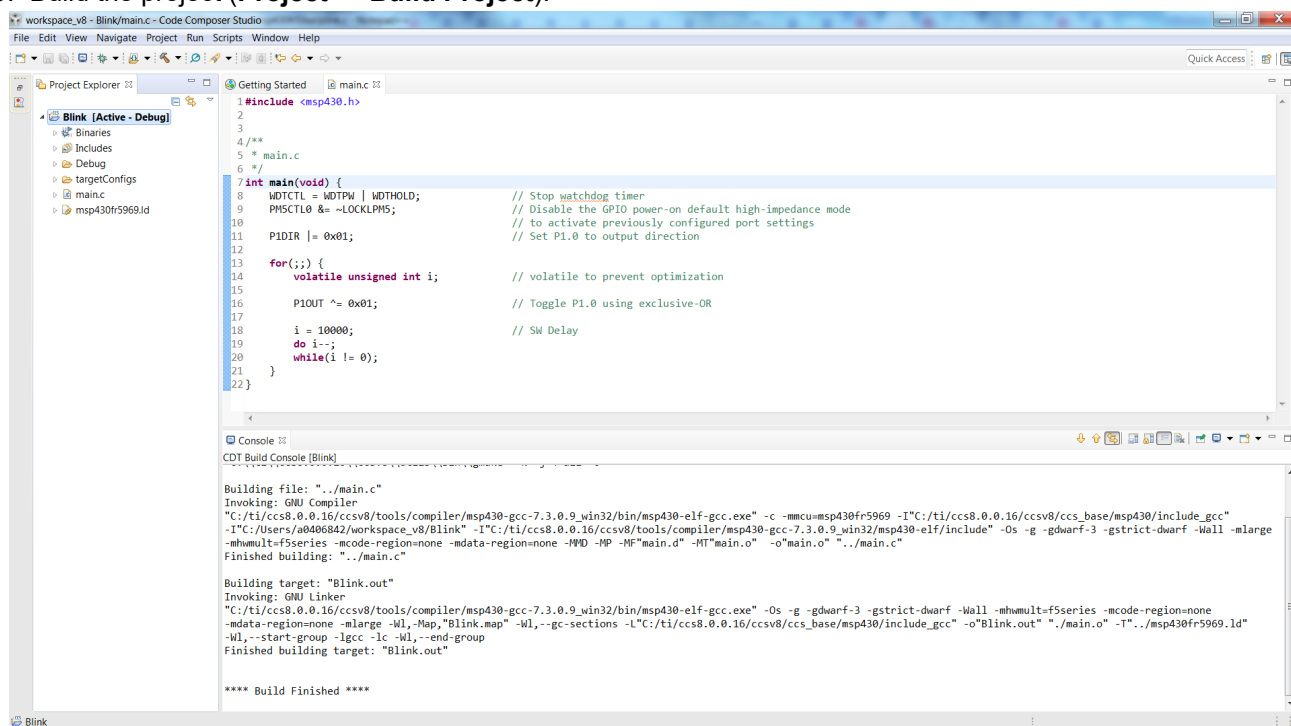 Build the project (Project → Build Project).
workspace_v8 - Blink/main.c - Code Composer Studio
File Edit View Navigate Project Run Scripts Window Help
Quick Access
Project Explorer
Getting Started
main.c
Blink [Active - Debug]
Binaries
Includes
Debug
targetConfigs
main.c
msp430fr5969.ld
1 #include <msp430.h>
2
3
4 /**
5 * main.c
6 */
7 int main(void) {
8 WDTCTL = WDTPW | WDTHOLD; // Stop watchdog timer
9 PM5CTL0 &= ~LOCKLPM5; // Disable the GPIO power-on default high-impedance mode
10 // to activate previously configured port settings
11 P1DIR |= 0x01; // Set P1.0 to output direction
12
13 for(;;) {
14 volatile unsigned int i; // volatile to prevent optimization
15
16 P1OUT ^= 0x01; // Toggle P1.0 using exclusive-OR
17
18 i = 10000; // SW Delay
19 do i--;
20 while(i != 0);
21 }
22 }
Console
CDT Build Console [Blink]
Building file: "../main.c"
Invoking: GNU Compiler
"C:/ti/ccs8.0.0.16/ccsv8/tools/compiler/msp430-gcc-7.3.0.9_win32/bin/msp430-elf-gcc.exe" -c -mmcu=msp430fr5969 -I"C:/ti/ccs8.0.0.16/ccsv8/ccs_base/msp430/include_gcc"
-I"C:/Users/a0406842/workspace_v8/Blink" -I"C:/ti/ccs8.0.0.16/ccsv8/tools/compiler/msp430-gcc-7.3.0.9_win32/msp430-elf/include" -Os -g -gdwarf-3 -gstrict-dwarf -Wall -mlarge
-mhwmult=f5series -mcode-region=none -mdata-region=none -MMD -MP -MF"main.d" -MT"main.o" -o"main.o" "../main.c"
Finished building: "../main.c"
Building target: "Blink.out"
Invoking: GNU Linker
"C:/ti/ccs8.0.0.16/ccsv8/tools/compiler/msp430-gcc-7.3.0.9_win32/bin/msp430-elf-gcc.exe" -Os -g -gdwarf-3 -gstrict-dwarf -Wall -mhwmult=f5series -mcode-region=none
-mdata-region=none -mlarge -Wl,-Map,"Blink.map" -Wl,--gc-sections -L"C:/ti/ccs8.0.0.16/ccsv8/ccs_base/msp430/include_gcc" -o"Blink.out" "./main.o" -T"../msp430fr5969.ld"
-Wl,--start-group -lgcc -lc -Wl,--end-group
Finished building target: "Blink.out"
**** Build Finished ****
Blink